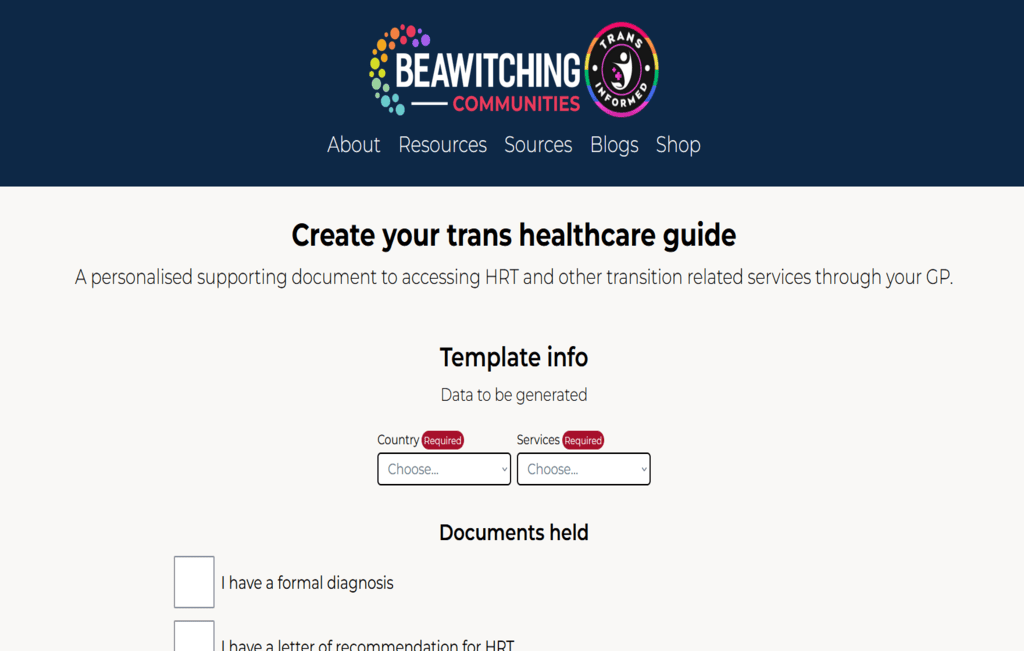 BEAWITCHING
COMMUNITIES
TRANS
INFORMED
About Resources Sources Blogs Shop
Create your trans healthcare guide
A personalised supporting document to accessing HRT and other transition related services through your GP.
Template info
Data to be generated
Country Required Services Required
Choose... Choose...
Documents held
I have a formal diagnosis
I have a letter of recommendation for HRT